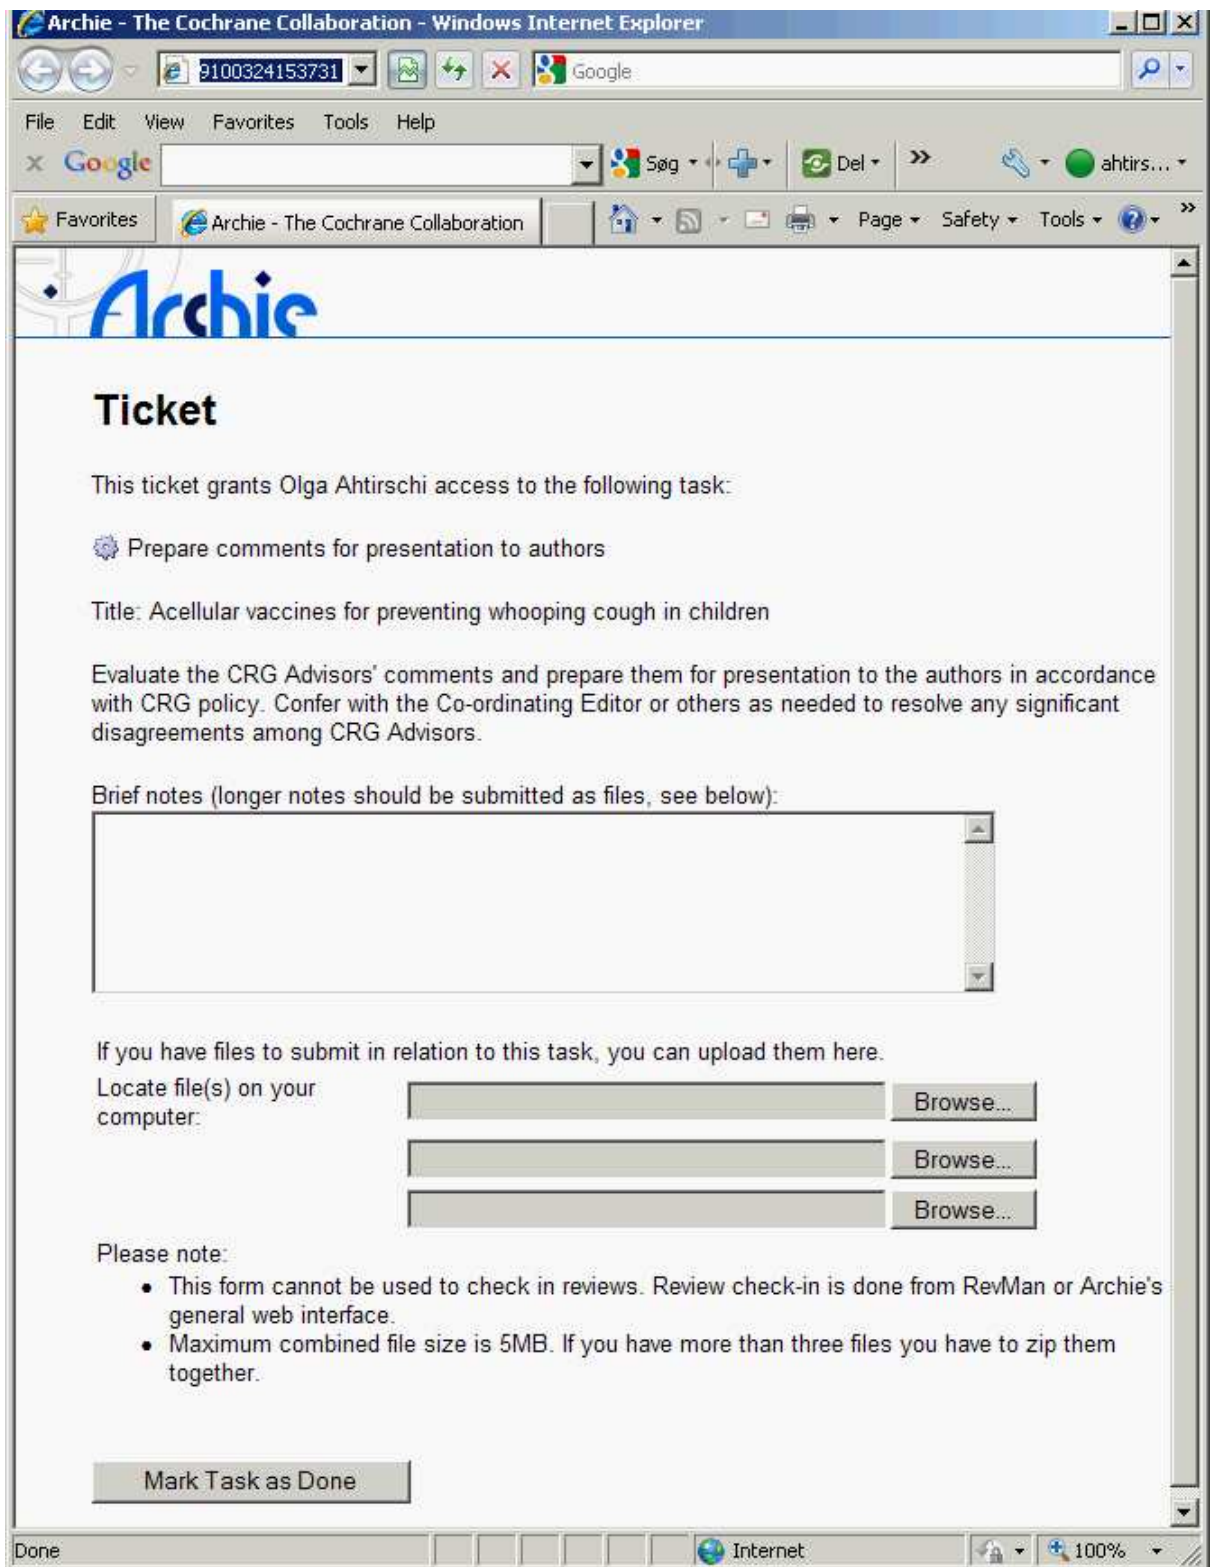 Archie - The Cochrane Collaboration - Windows Internet Explorer
9100324153731
Google
File Edit View Favorites Tools Help
x Google Søg Del » ahtirs...
Favorites Archie - The Cochrane Collaboration Page Safety Tools »
Archie
Ticket
This ticket grants Olga Ahtirschi access to the following task:
Prepare comments for presentation to authors
Title: Acellular vaccines for preventing whooping cough in children
Evaluate the CRG Advisors' comments and prepare them for presentation to the authors in accordance
with CRG policy. Confer with the Co-ordinating Editor or others as needed to resolve any significant
disagreements among CRG Advisors.
Brief notes (longer notes should be submitted as files, see below):
If you have files to submit in relation to this task, you can upload them here.
Locate file(s) on your
computer:
Browse...
Browse...
Browse...
Please note:
• This form cannot be used to check in reviews. Review check-in is done from RevMan or Archie's
general web interface.
• Maximum combined file size is 5MB. If you have more than three files you have to zip them
together.
Mark Task as Done
Done Internet 100%